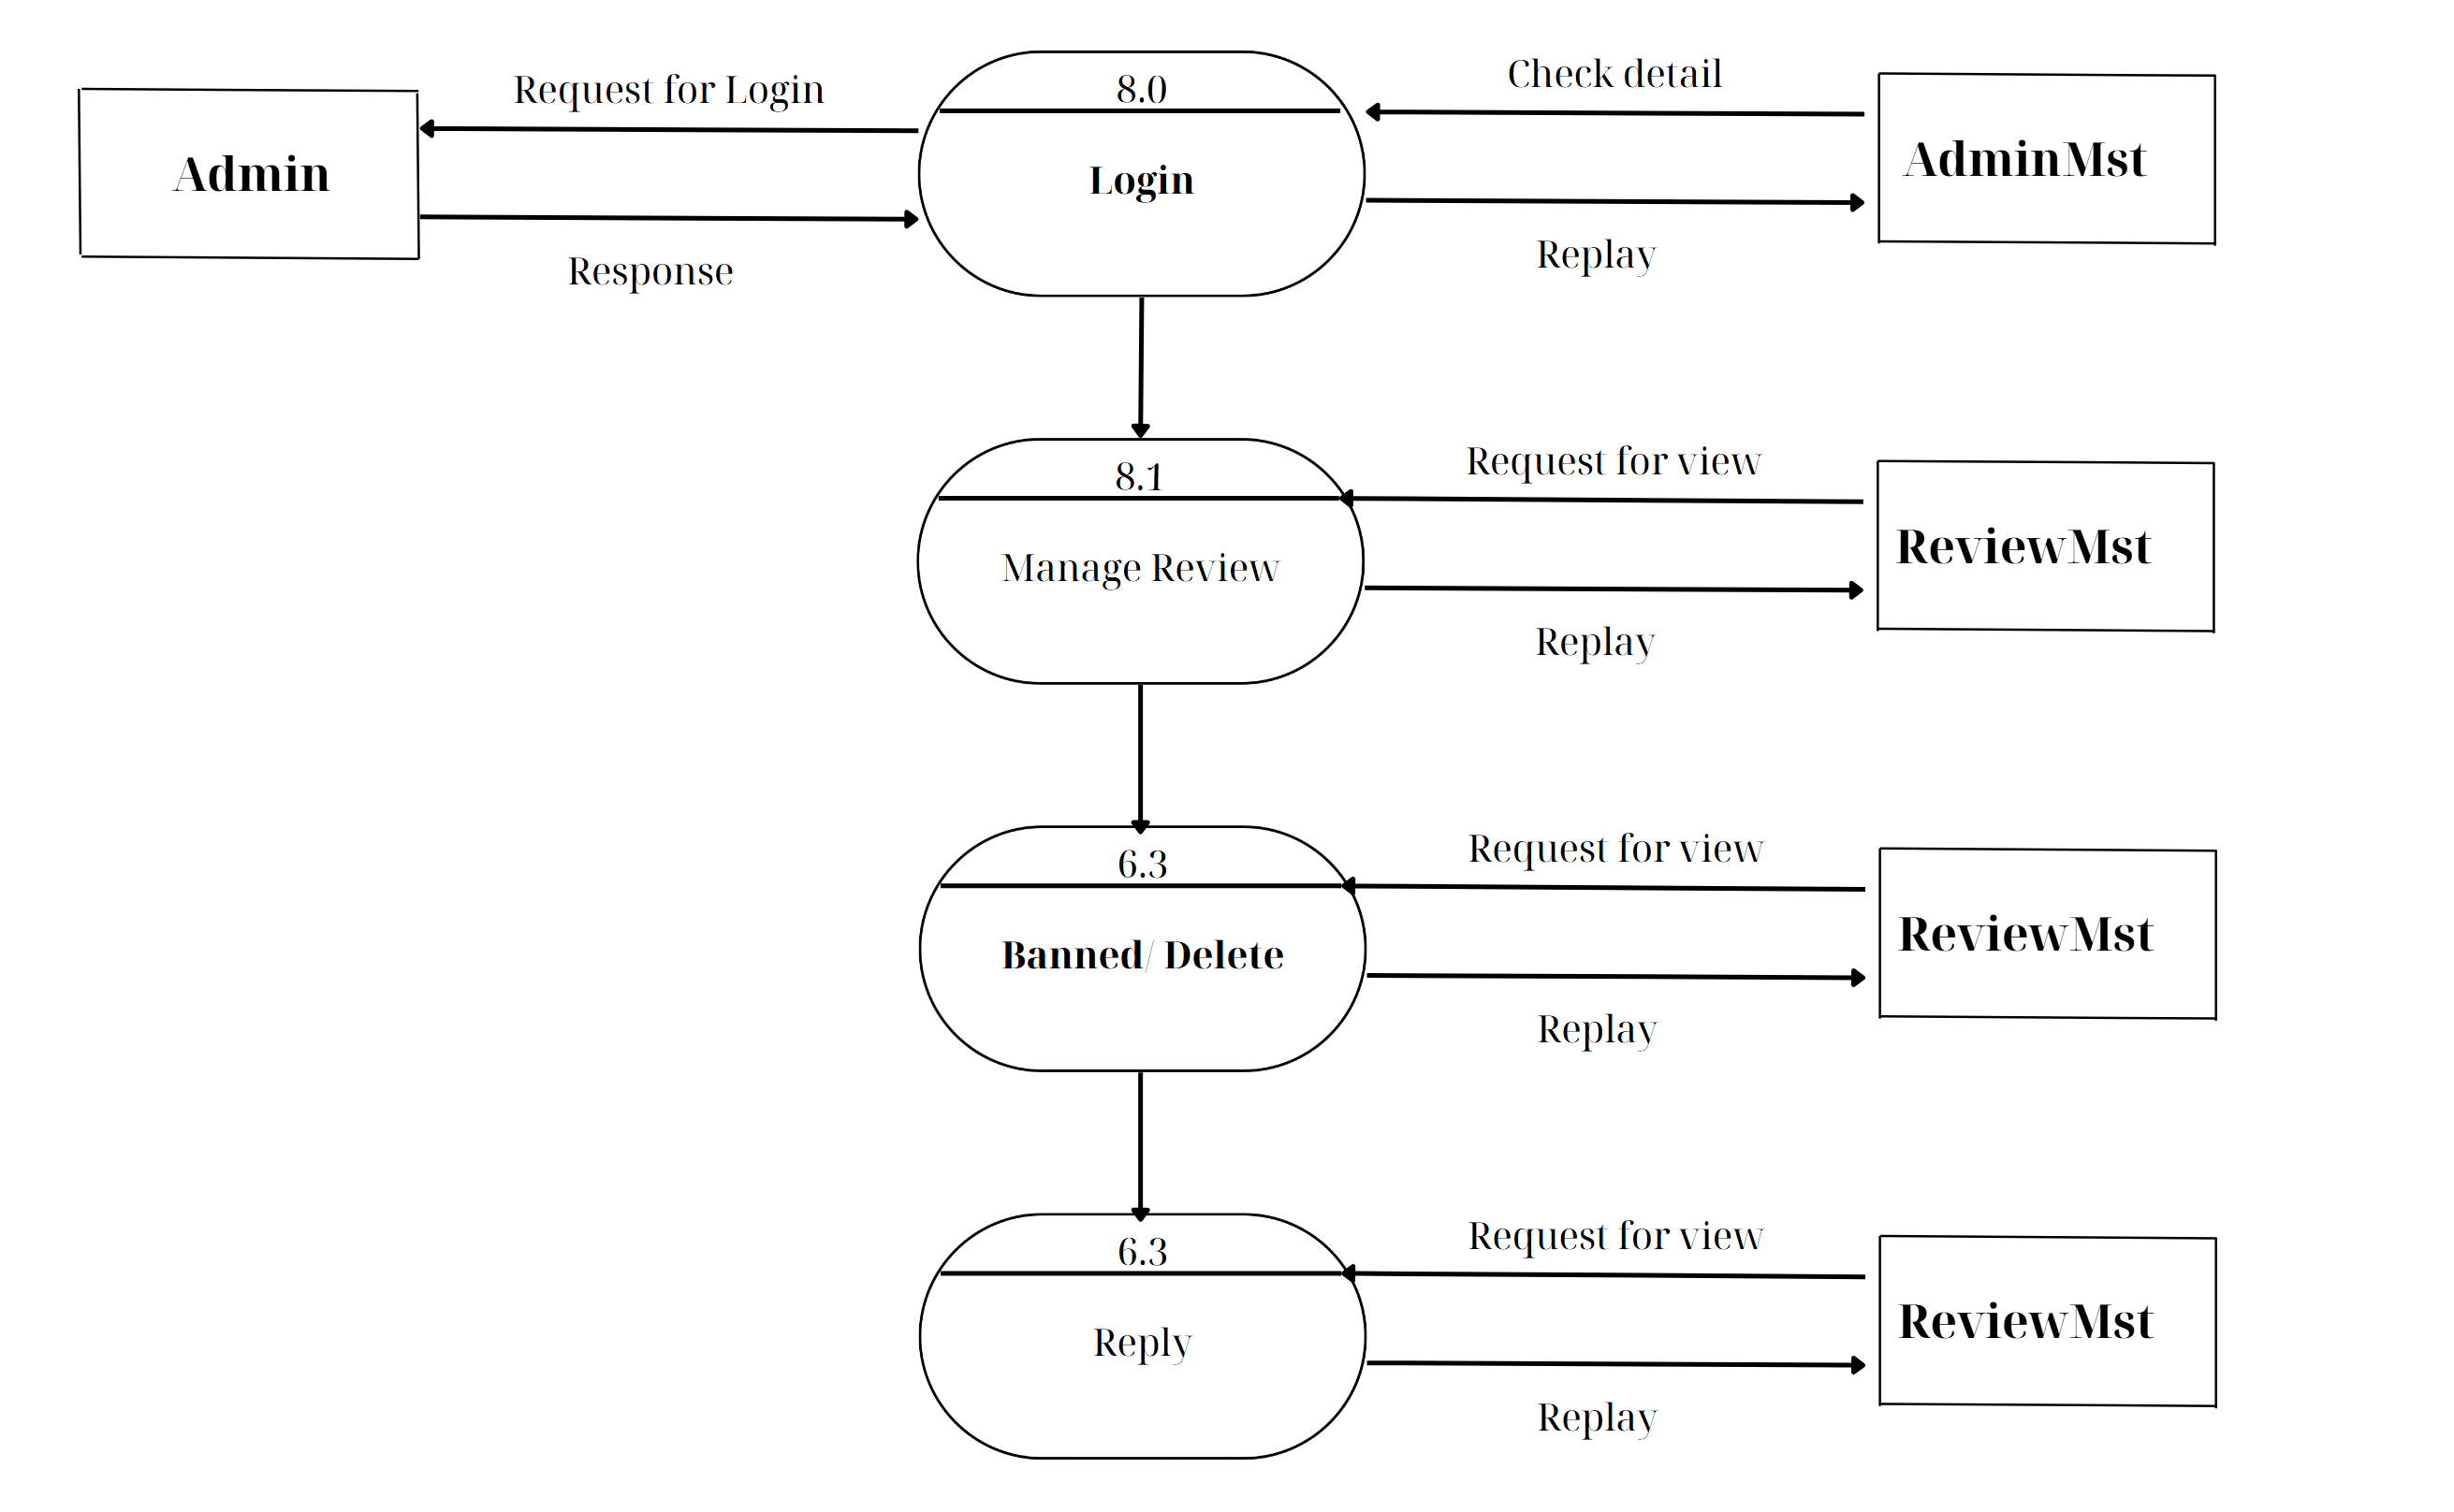 Request for Login
8.0
Check detail
Admin
Login
AdminMst
Response
Replay
8.1
Request for view
Manage Review
ReviewMst
Replay
6.3
Request for view
Banned/ Delete
ReviewMst
Replay
6.3
Request for view
Reply
ReviewMst
Replay